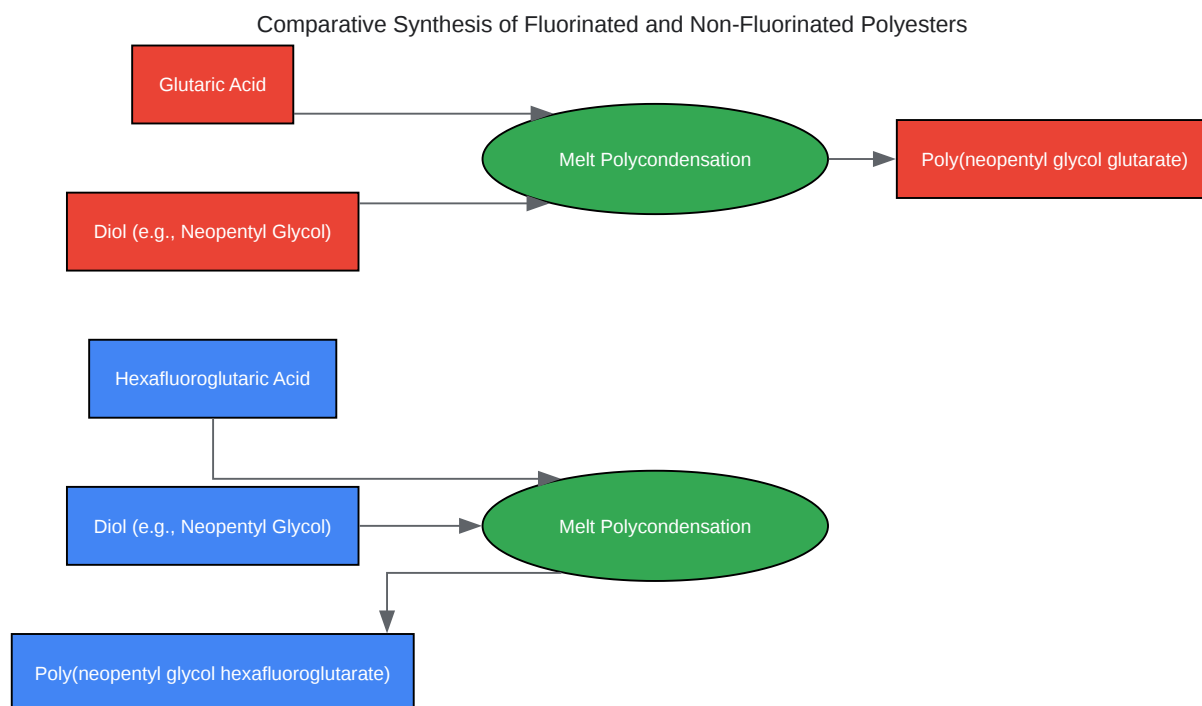 Comparative Synthesis of Fluorinated and Non-Fluorinated Polyesters
Glutaric Acid
Melt Polycondensation
Poly(neopentyl glycol glutarate)
Diol (e.g., Neopentyl Glycol)
Hexafluoroglutaric Acid
Diol (e.g., Neopentyl Glycol)
Melt Polycondensation
Poly(neopentyl glycol hexafluoroglutarate)